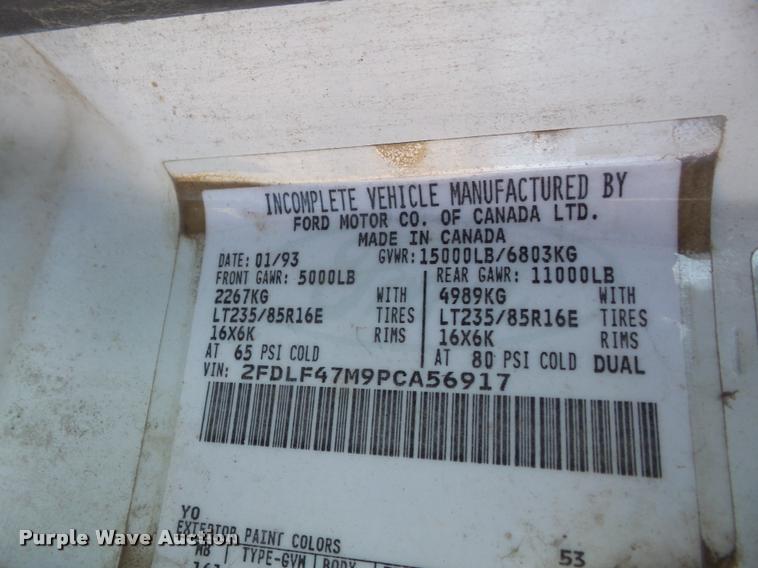 INCOMPLETE VEHICLE MANUFACTURED BY
FORD MOTOR CO. OF CANADA LTD.
MADE IN CANADA
DATE: 01/93 GVWR: 15000LB/6803KG
FRONT GAWR: 5000LB REAR GAWR: 11000LB
2267KG WITH 4989KG WITH
LT235/85R16E TIRES LT235/85R16E TIRES
16X6K RIMS 16X6K RIMS
AT 65 PSI COLD AT 80 PSI COLD DUAL
VIN: 2FDLF47M9PCA56917
YO
EXTERIOR PAINT COLORS 53
TYPE-GVM BODY
Purple Wave Auction